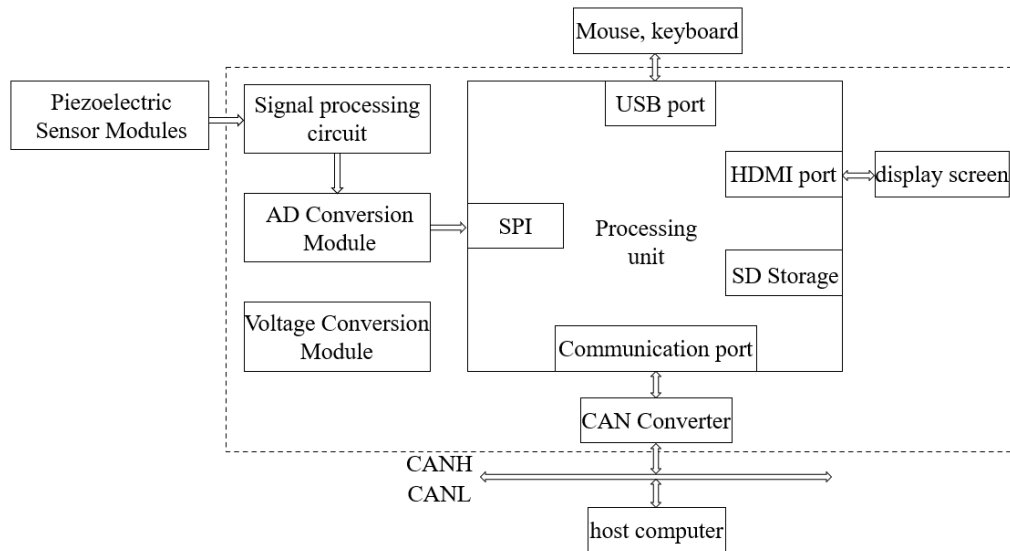 Mouse, keyboard
Piezoelectric
Sensor Modules
Signal processing
circuit
USB port
HDMI port
display screen
AD Conversion
Module
SPI
Processing
unit
SD Storage
Voltage Conversion
Module
Communication port
CAN Converter
CANH
CANL
host computer